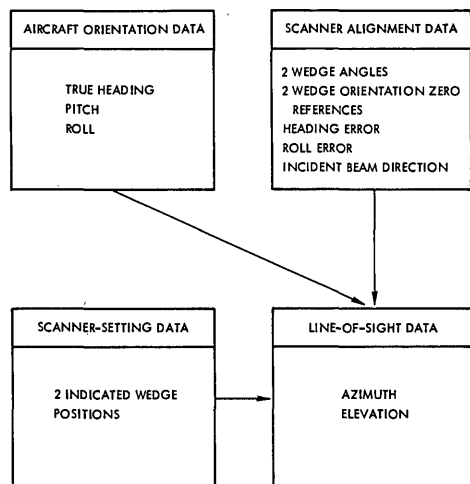 AIRCRAFT ORIENTATION DATA
TRUE HEADING
PITCH
ROLL
SCANNER ALIGNMENT DATA
2 WEDGE ANGLES
2 WEDGE ORIENTATION ZERO
REFERENCES
HEADING ERROR
ROLL ERROR
INCIDENT BEAM DIRECTION
SCANNER-SETTING DATA
2 INDICATED WEDGE
POSITIONS
LINE-OF-SIGHT DATA
AZIMUTH
ELEVATION